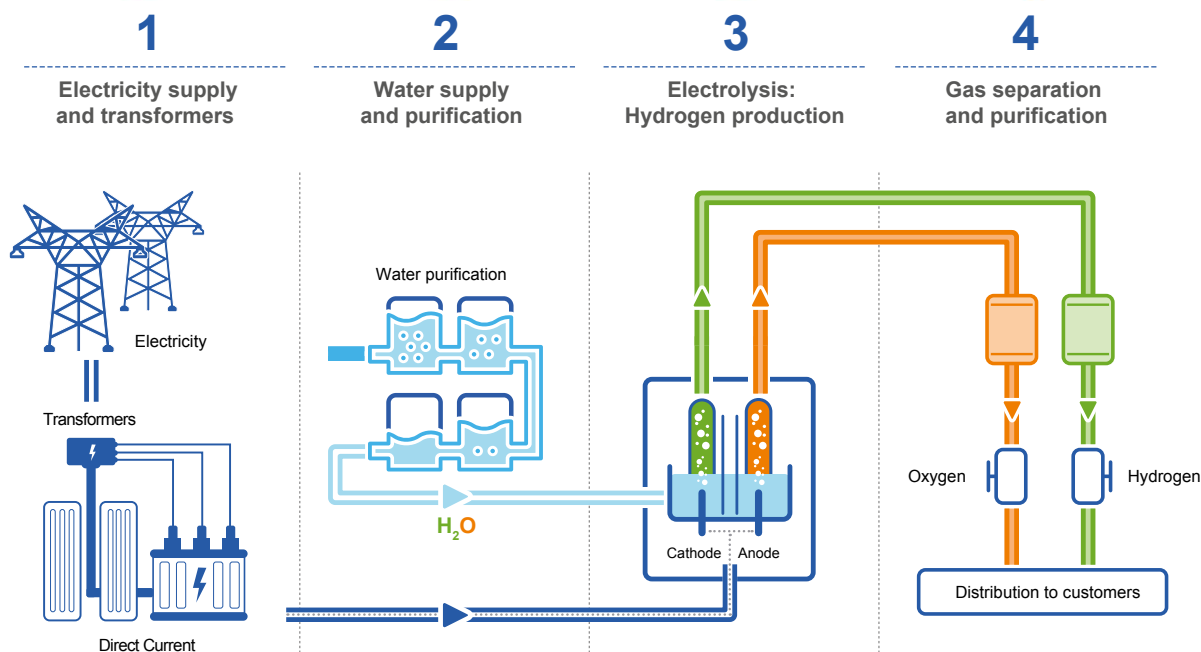 1
Electricity supply
and transformers
2
Water supply
and purification
3
Electrolysis:
Hydrogen production
4
Gas separation
and purification
Electricity
Transformers
Direct Current
Water purification
H₂O
Cathode
Anode
Oxygen
Hydrogen
Distribution to customers